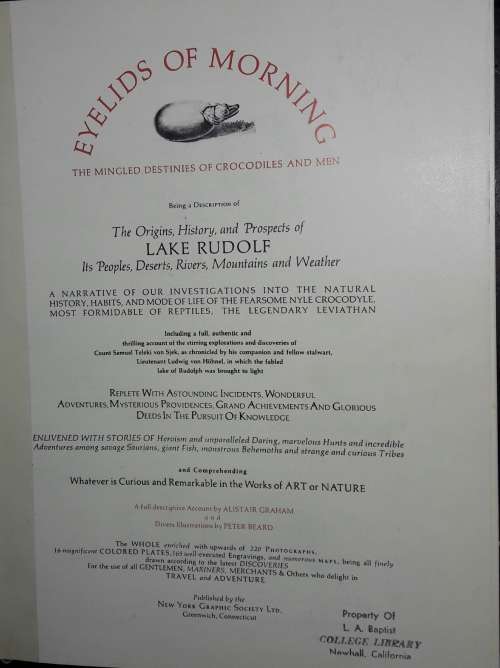 EYELIDS OF MORNING
THE MINGLED DESTINIES OF CROCODILES AND MEN
Being a DESCRIPTION of
The Origins, History, and Prospects of
LAKE RUDOLF
Its Peoples, Deserts, Rivers, Mountains and Weather
A NARRATIVE OF OUR INVESTIGATIONS INTO THE NATURAL
HISTORY, HABITS, AND MODE OF LIFE OF THE FEARSOME NYLE CROCODYLE,
MOST FORMIDABLE OF REPTILES, THE LEGENDARY LEVIATHAN
Including a full, authentic and
thrilling account of the stirring explorations and discoveries of
Count Samuel Teleki von Szek, as chronicled by his companion and fellow stalwart,
Lieutenant Ludwig von Höhnel, in which the fabled
lake of Rudolph was brought to light
REPLETE WITH ASTOUNDING INCIDENTS, WONDERFUL
ADVENTURES, MYSTERIOUS PROVIDENCES, GRAND ACHIEVEMENTS AND GLORIOUS
DEEDS IN THE PURSUIT OF KNOWLEDGE
ENLIVENED WITH STORIES OF Heroism and unparalleled Daring, marvelous Hunts and incredible
Adventures among savage Saurians, giant Fish, monstrous Behemoths and strange and curious Tribes
and Comprehending
Whatever is Curious and Remarkable in the Works of ART or NATURE
A full descriptive Account by ALISTAIR GRAHAM
and
Divers Illustrations by PETER BEARD
The WHOLE enriched with upwards of 220 PHOTOGRAPHS,
16 magnificent COLORED PLATES, 103 well executed Engravings, and numerous MAPS, being all finely
drawn according to the latest DISCOVERIES
For the use of all GENTLEMEN, MARINERS, MERCHANTS & Others who delight in
TRAVEL and ADVENTURE
Published by the
NEW YORK GRAPHIC SOCIETY LTD.
Greenwich, Connecticut
Property Of
L. A. Baptist
COLLEGE LIBRARY
Newhall, California